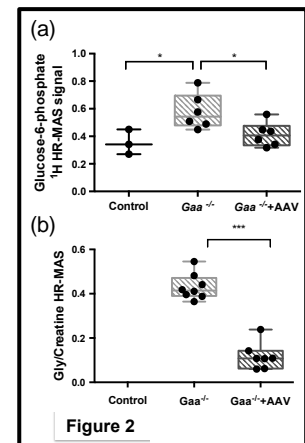 (a)
Glucose-6-phosphate
¹H HR-MAS signal
1.0
0.8
0.6
0.4
0.2
0.0
*
*
Control
Gaa -/-
Gaa -/-+AAV
(b)
Gly/Creatine HR-MAS
0.6
0.4
0.2
0.0
***
Control
Gaa-/-
Gaa-/-+AAV
Figure 2